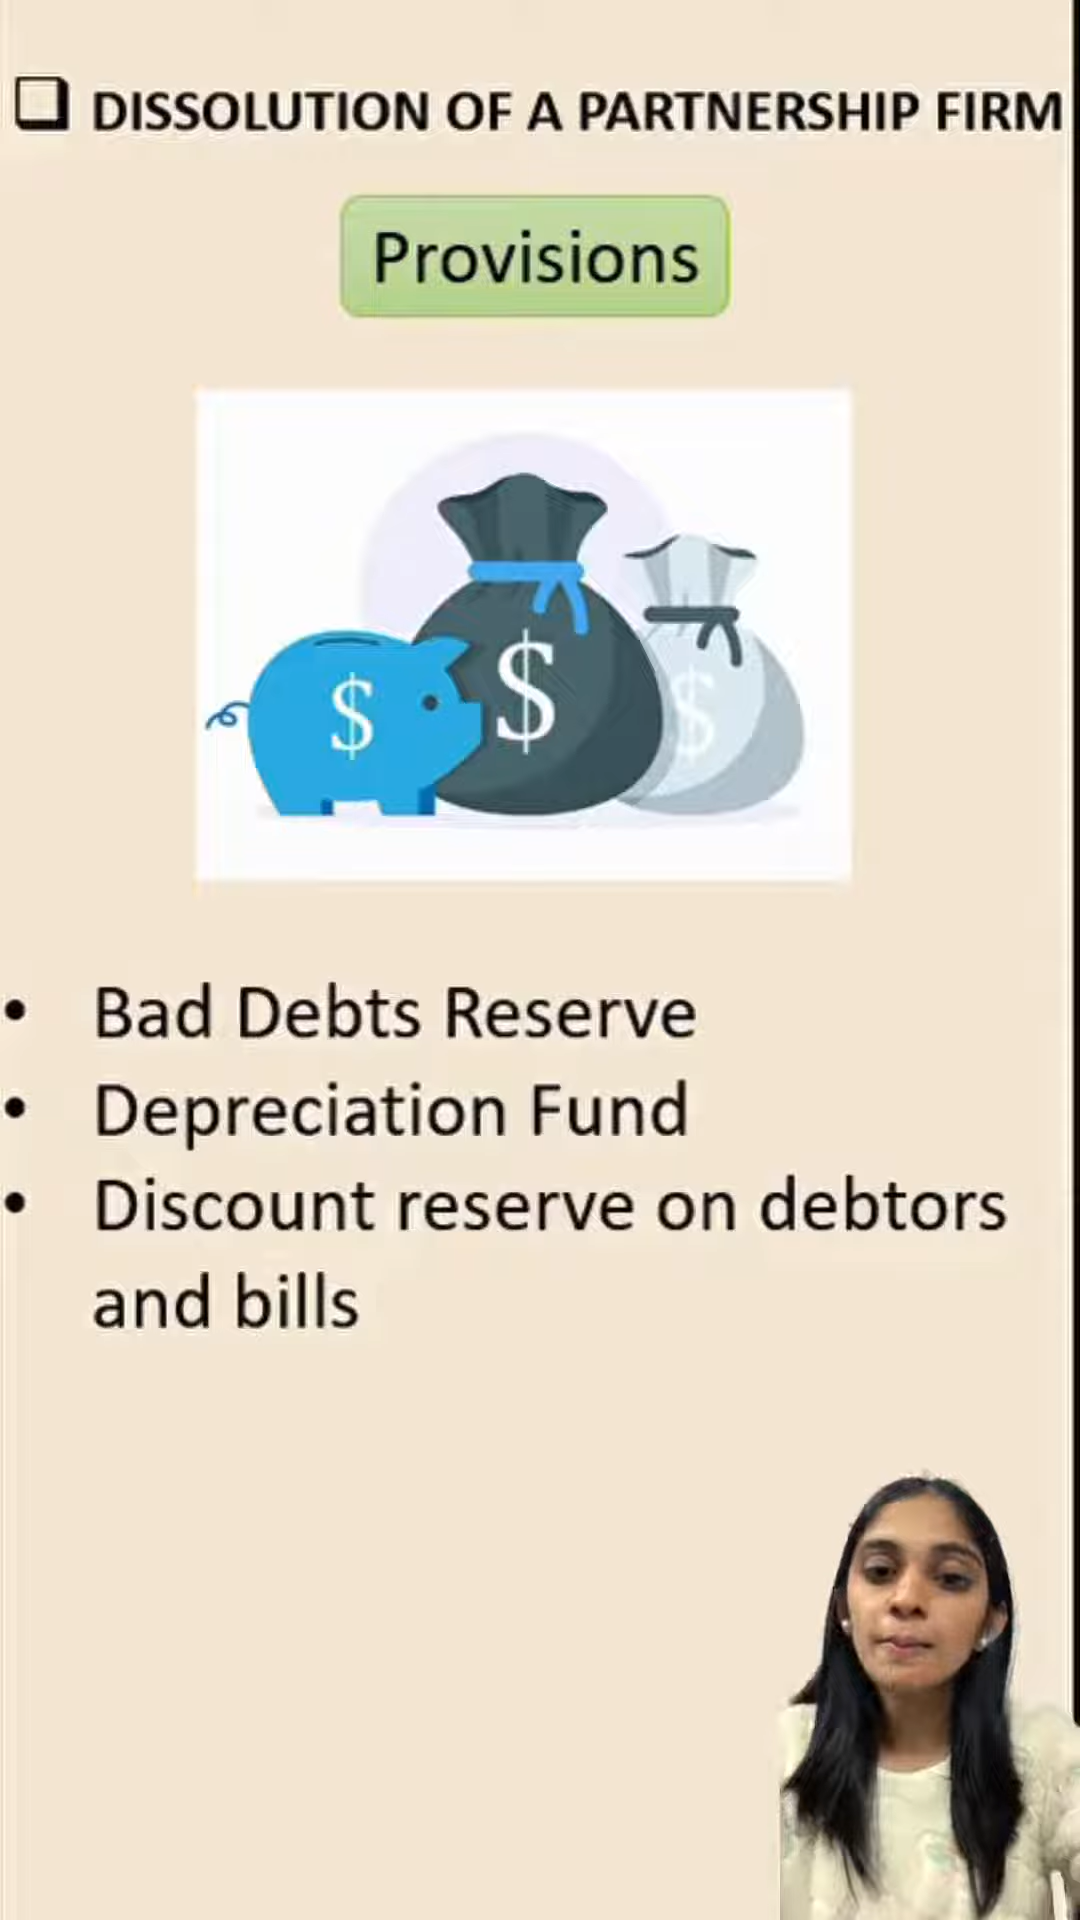 ❑ DISSOLUTION OF A PARTNERSHIP FIRM
Provisions
$ $ $
• Bad Debts Reserve
• Depreciation Fund
• Discount reserve on debtors
and bills